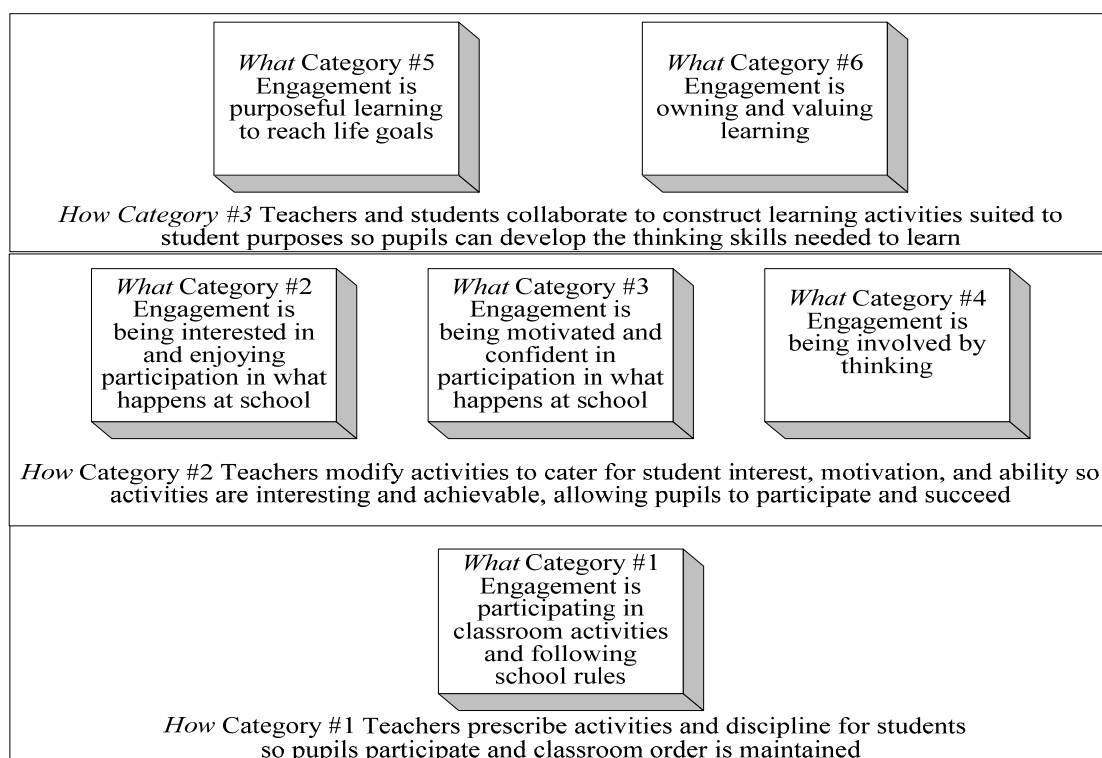 What Category #5
Engagement is
purposeful learning
to reach life goals
What Category #6
Engagement is
owning and valuing
learning
How Category #3 Teachers and students collaborate to construct learning activities suited to
student purposes so pupils can develop the thinking skills needed to learn
What Category #2
Engagement is
being interested in
and enjoying
participation in what
happens at school
What Category #3
Engagement is
being motivated and
confident in
participation in what
happens at school
What Category #4
Engagement is
being involved by
thinking
How Category #2 Teachers modify activities to cater for student interest, motivation, and ability so
activities are interesting and achievable, allowing pupils to participate and succeed
What Category #1
Engagement is
participating in
classroom activities
and following
school rules
How Category #1 Teachers prescribe activities and discipline for students
so pupils participate and classroom order is maintained